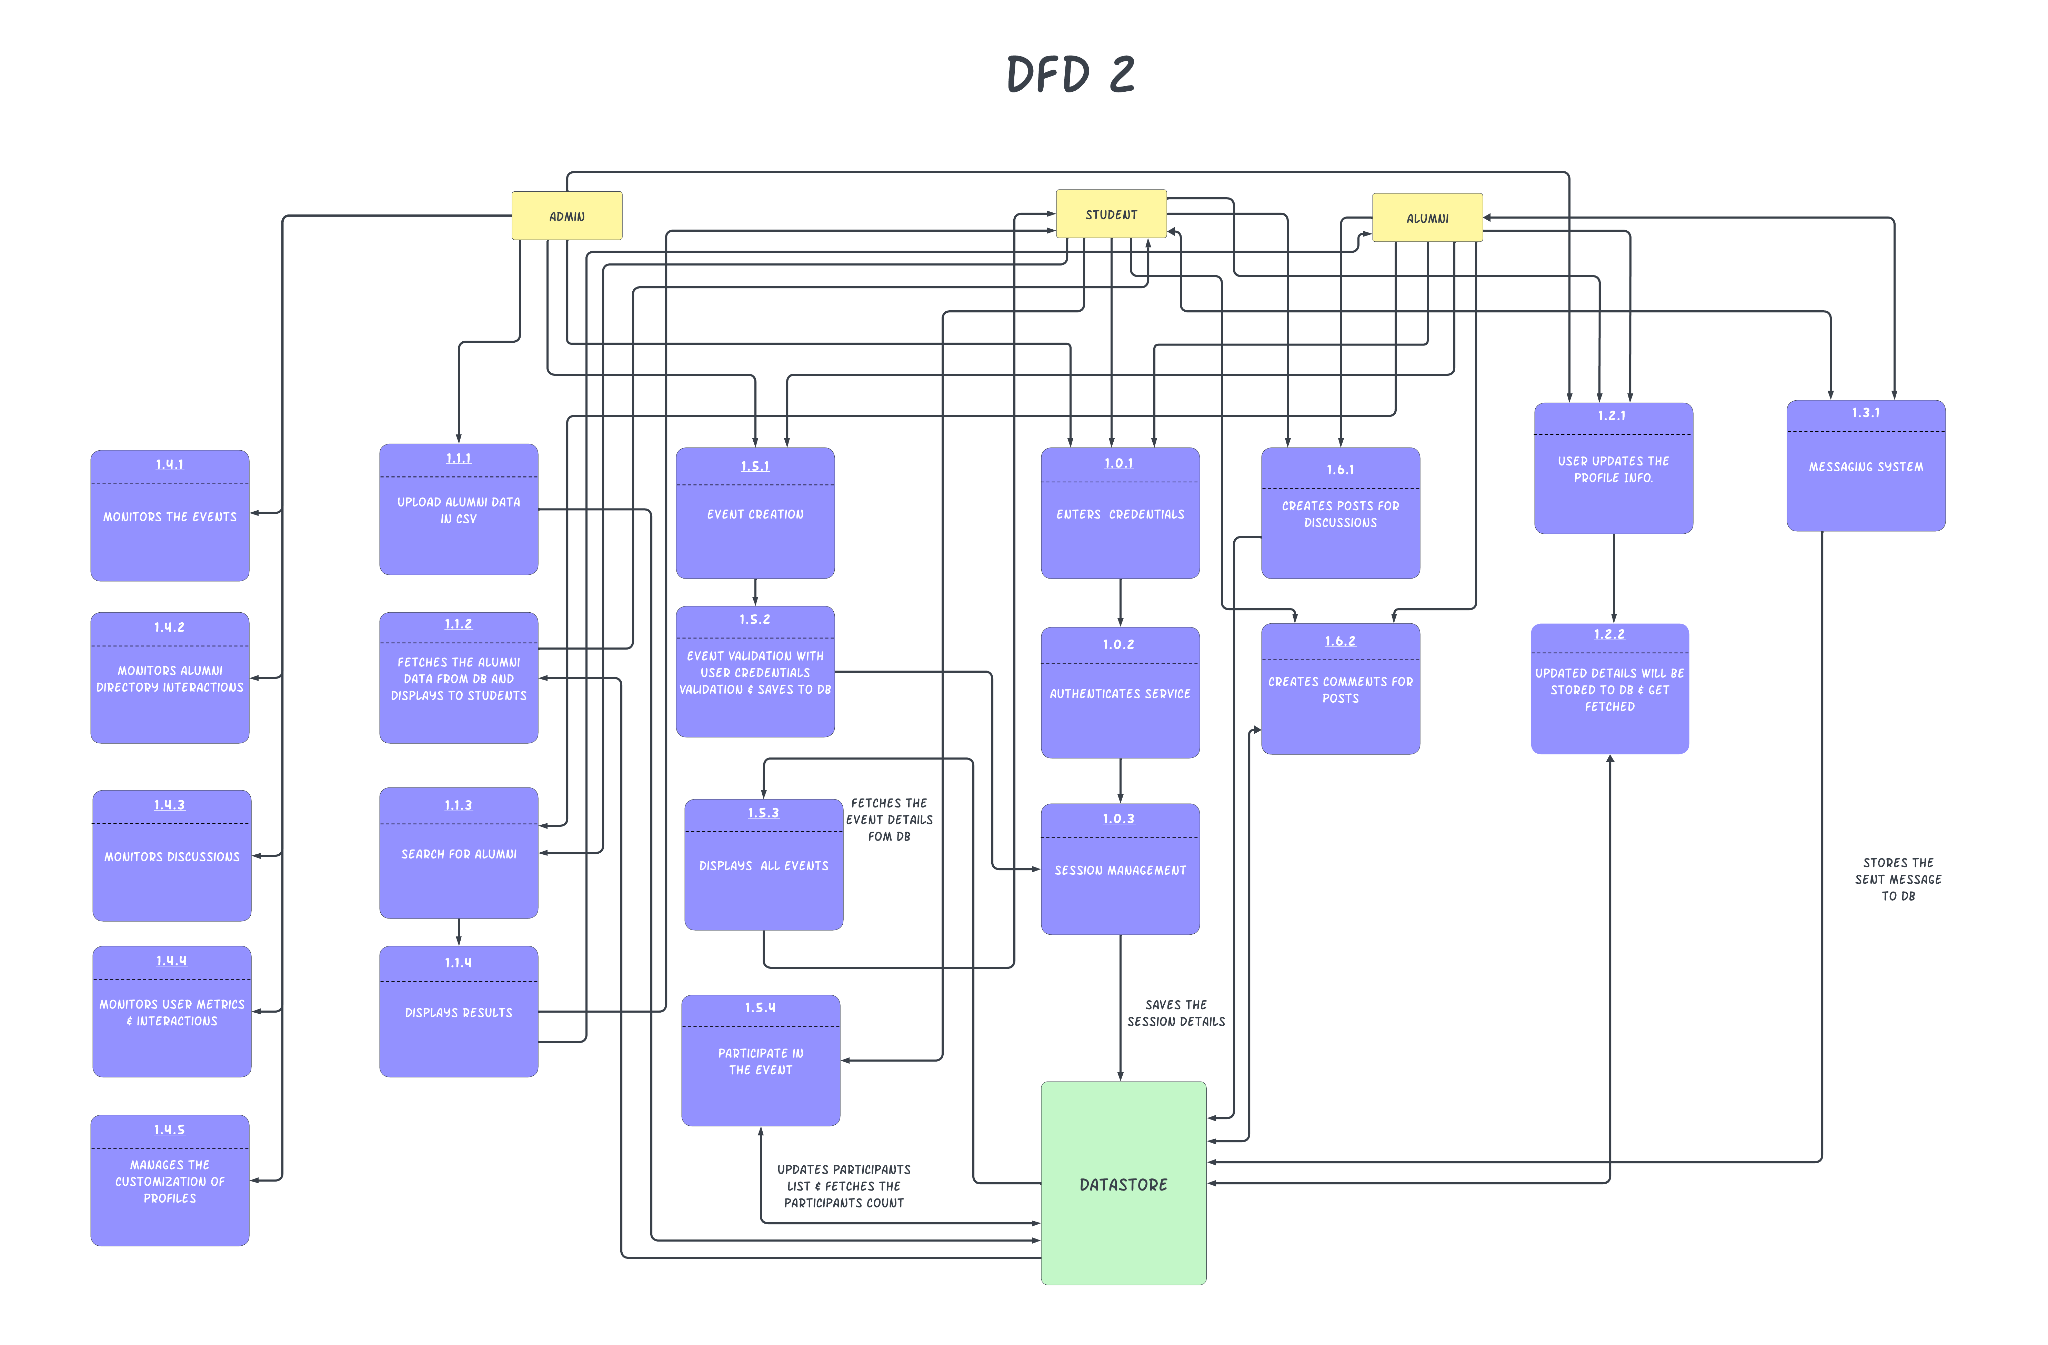 DFD 2
ADMIN
STUDENT
ALUMNI
1.4.1
MONITORS THE EVENTS
1.4.2
MONITORS ALUMNI
DIRECTORY INTERACTIONS
1.4.3
MONITORS DISCUSSIONS
1.4.4
MONITORS USER METRICS
& INTERACTIONS
1.4.5
MANAGES THE
CUSTOMIZATION OF
PROFILES
1.1.1
UPLOAD ALUMNI DATA
IN CSV
1.1.2
FETCHES THE ALUMNI
DATA FROM DB AND
DISPLAYS TO STUDENTS
1.1.3
SEARCH FOR ALUMNI
1.1.4
DISPLAYS RESULTS
1.5.1
EVENT CREATION
1.5.2
EVENT VALIDATION WITH
USER CREDENTIALS
VALIDATION & SAVES TO DB
1.5.3
DISPLAYS ALL EVENTS
FETCHES THE
EVENT DETAILS
FOM DB
1.5.4
PARTICIPATE IN
THE EVENT
UPDATES PARTICIPANTS
LIST & FETCHES THE
PARTICIPANTS COUNT
1.0.1
ENTERS CREDENTIALS
1.0.2
AUTHENTICATES SERVICE
1.0.3
SESSION MANAGEMENT
SAVES THE
SESSION DETAILS
DATASTORE
1.6.1
CREATES POSTS FOR
DISCUSSIONS
1.6.2
CREATES COMMENTS FOR
POSTS
1.2.1
USER UPDATES THE
PROFILE INFO.
1.2.2
UPDATED DETAILS WILL BE
STORED TO DB & GET
FETCHED
1.3.1
MESSAGING SYSTEM
STORES THE
SENT MESSAGE
TO DB